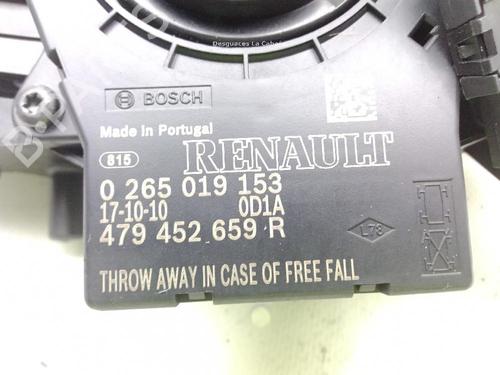 Desguaces La Cabaña
BOSCH
Made in Portugal
815
RENAULT
0 265 019 153
17-10-10 0D1A
479 452 659 R
L78
THROW AWAY IN CASE OF FREE FALL